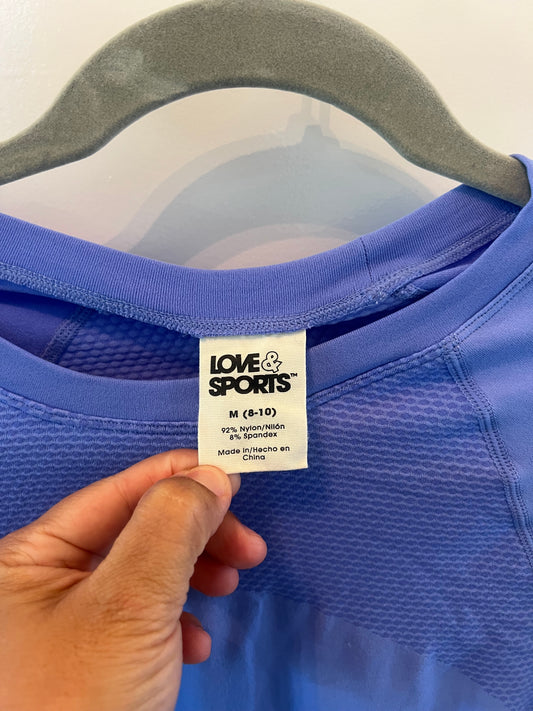 LOVE&
SPORTS™
M (8-10)
92% Nylon/Nilón
8% Spandex
Made in/Hecho en
China